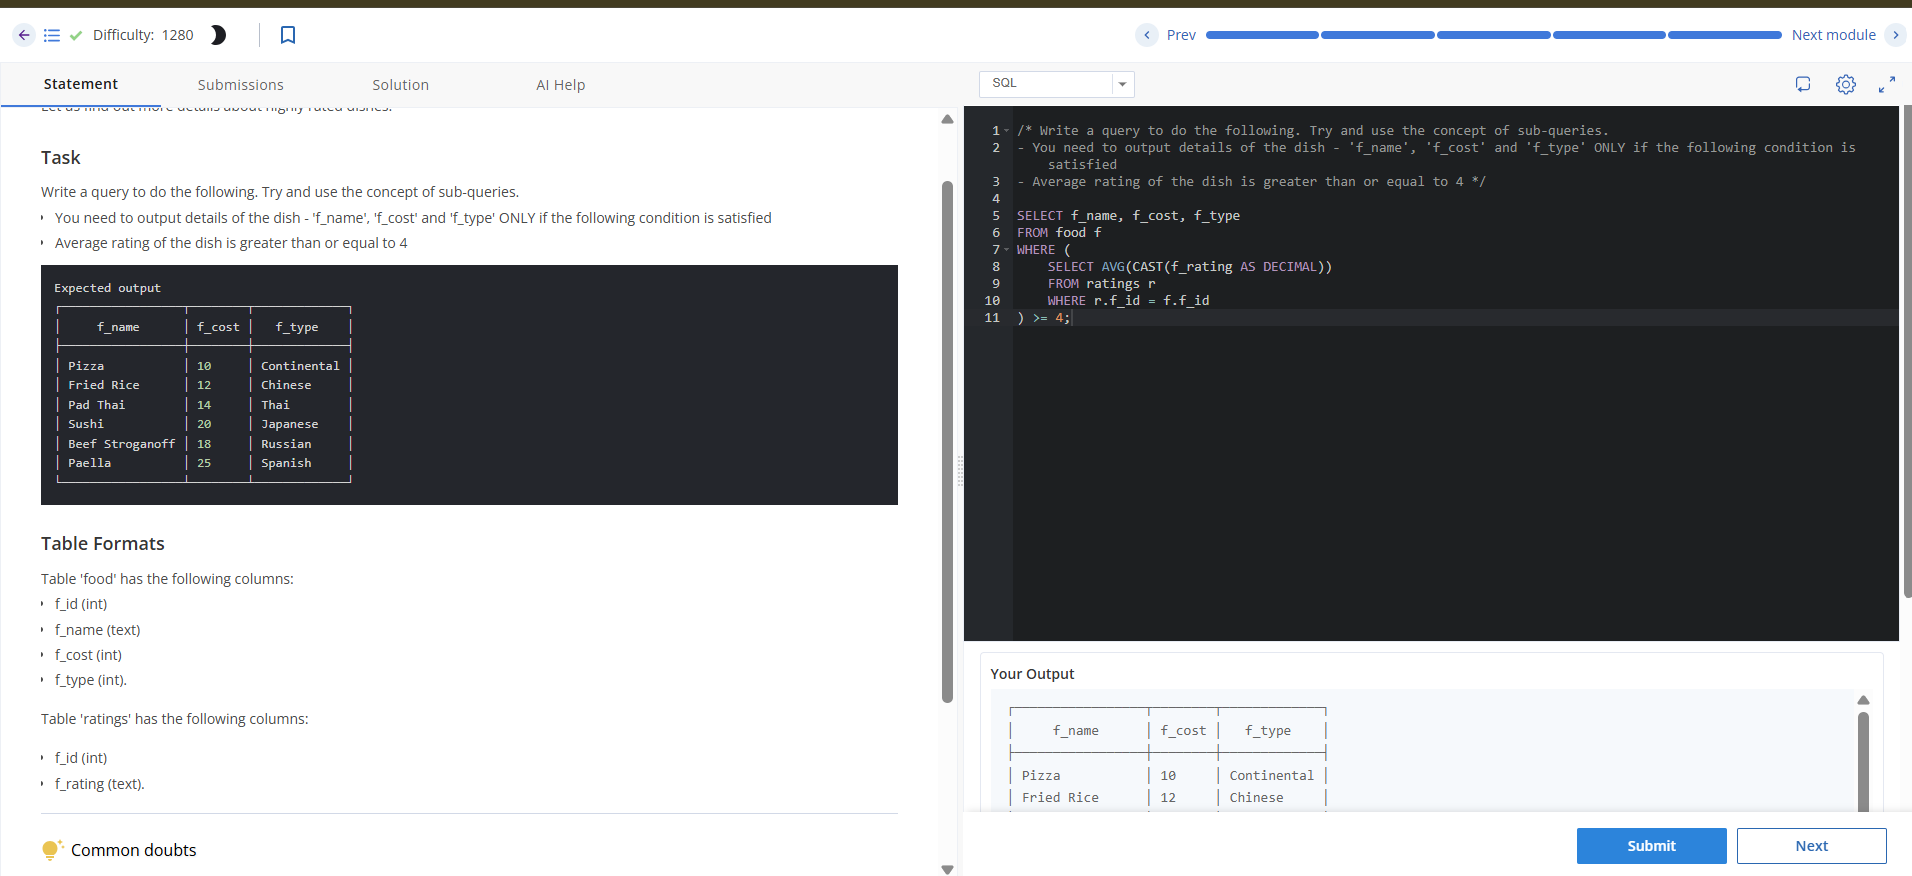 Difficulty: 1280
Prev
Next module
Statement
Submissions
Solution
AI Help
SQL
Let us find out more details about highly rated dishes.
Task
Write a query to do the following. Try and use the concept of sub-queries.
You need to output details of the dish - 'f_name', 'f_cost' and 'f_type' ONLY if the following condition is satisfied
Average rating of the dish is greater than or equal to 4
Expected output
f_name f_cost f_type
Pizza 10 Continental
Fried Rice 12 Chinese
Pad Thai 14 Thai
Sushi 20 Japanese
Beef Stroganoff 18 Russian
Paella 25 Spanish
Table Formats
Table 'food' has the following columns:
f_id (int)
f_name (text)
f_cost (int)
f_type (int).
Table 'ratings' has the following columns:
f_id (int)
f_rating (text).
Common doubts
1 /* Write a query to do the following. Try and use the concept of sub-queries.
2 - You need to output details of the dish - 'f_name', 'f_cost' and 'f_type' ONLY if the following condition is
satisfied
3 - Average rating of the dish is greater than or equal to 4 */
4
5 SELECT f_name, f_cost, f_type
6 FROM food f
7 WHERE (
8 SELECT AVG(CAST(f_rating AS DECIMAL))
9 FROM ratings r
10 WHERE r.f_id = f.f_id
11 ) >= 4;
Your Output
f_name f_cost f_type
Pizza 10 Continental
Fried Rice 12 Chinese
Submit
Next